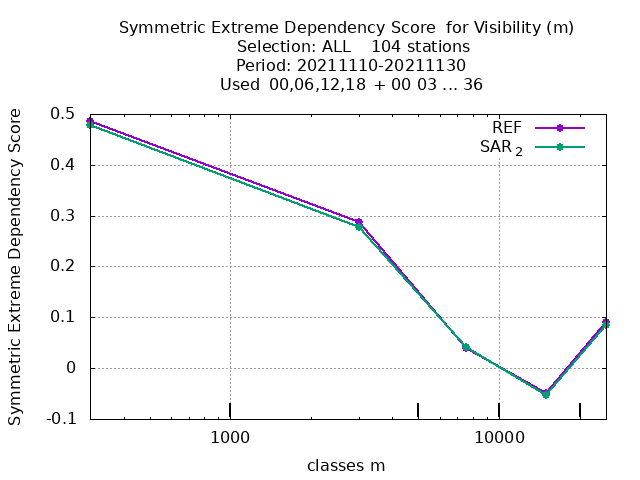 Symmetric Extreme Dependency Score  for Visibility (m)
Selection: ALL    104 stations
Period: 20211110-20211130
Used  00,06,12,18  + 00 03 ... 36
Symmetric Extreme Dependency Score
0.5
0.4
0.3
0.2
0.1
0
-0.1
REF
SAR 2
1000
10000
classes m